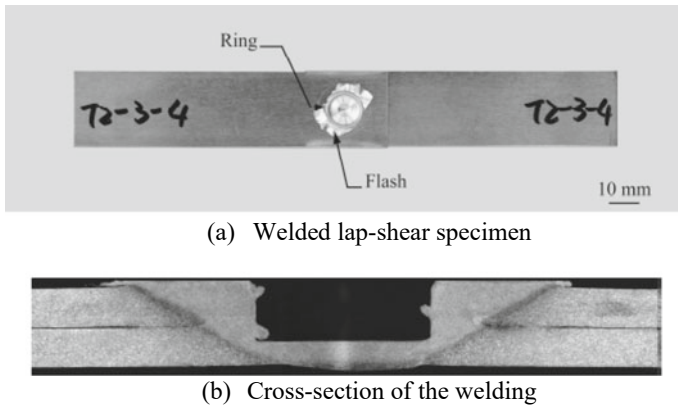 Ring
T2-3-4
T2-3-4
Flash
10 mm
(a) Welded lap-shear specimen
(b) Cross-section of the welding